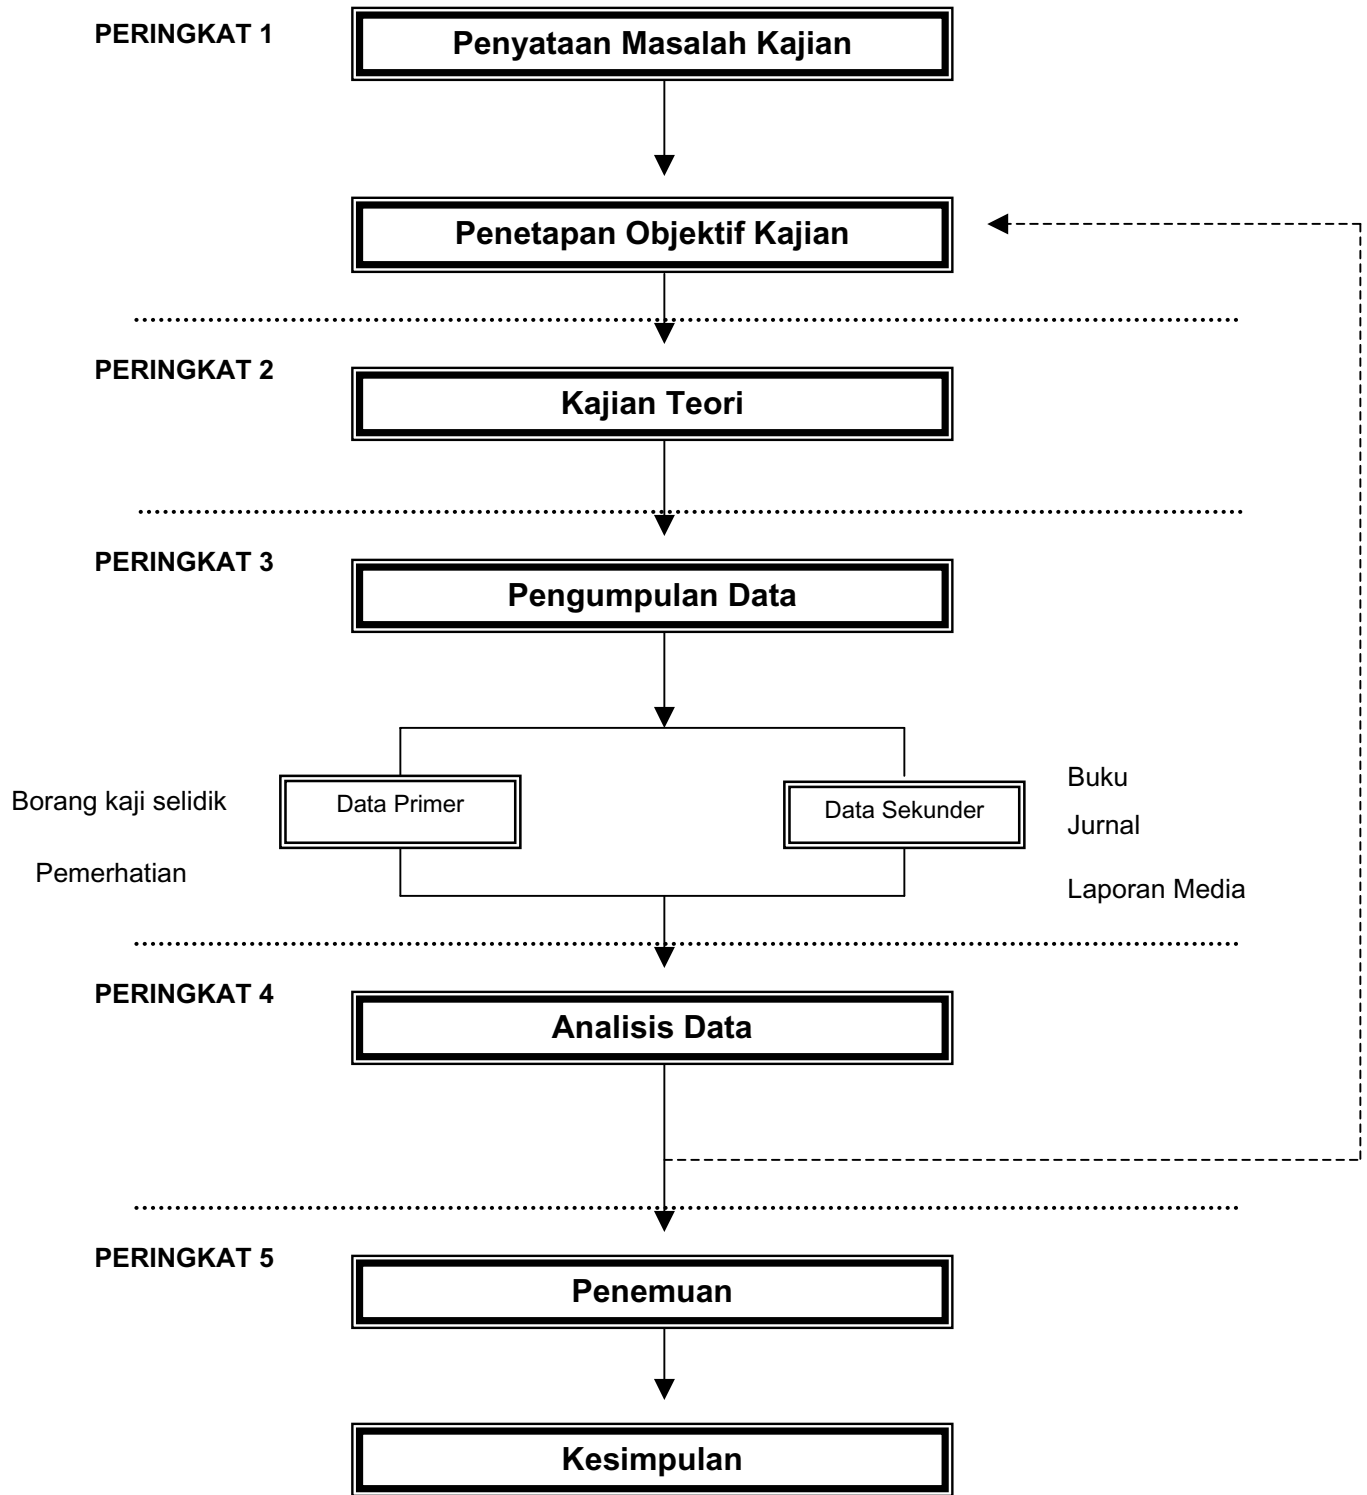 PERINGKAT 1
Penyataan Masalah Kajian
Penetapan Objektif Kajian
PERINGKAT 2
Kajian Teori
PERINGKAT 3
Pengumpulan Data
Borang kaji selidik
Pemerhatian
Data Primer
Data Sekunder
Buku
Jurnal
Laporan Media
PERINGKAT 4
Analisis Data
PERINGKAT 5
Penemuan
Kesimpulan